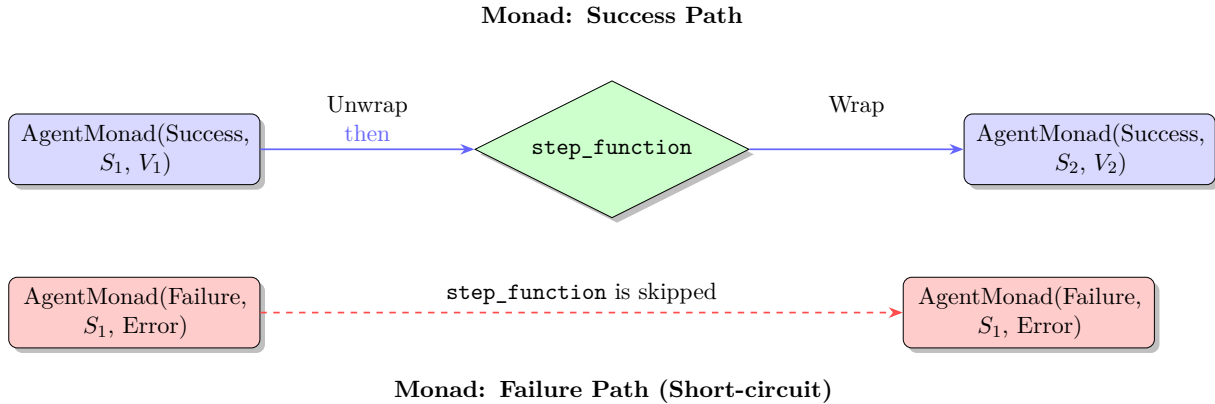 Monad: Success Path
AgentMonad(Success,
S₁, V₁)
Unwrap
then
step_function
Wrap
AgentMonad(Success,
S₂, V₂)
AgentMonad(Failure,
S₁, Error)
step_function is skipped
AgentMonad(Failure,
S₁, Error)
Monad: Failure Path (Short-circuit)